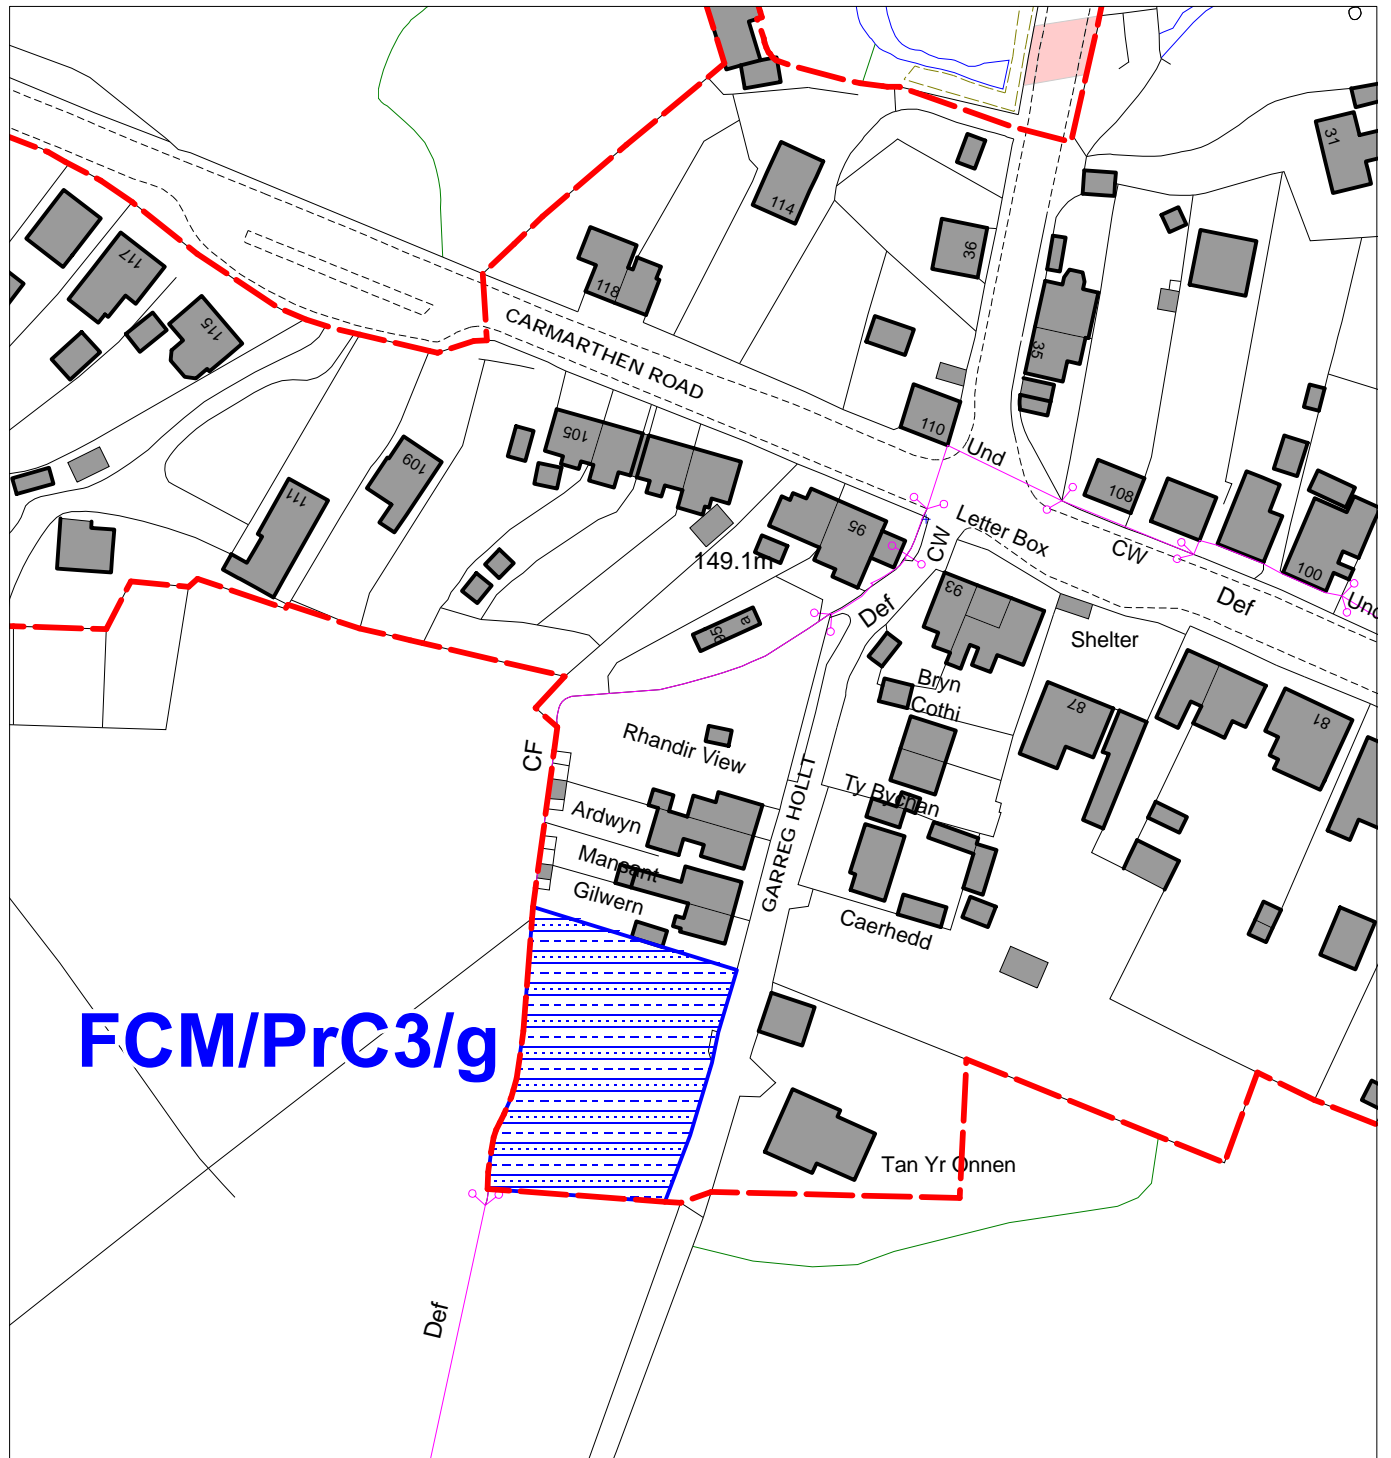 31
114
117
36
118
115
CARMARTHEN ROAD
35
110
105
Und
109
108
111
95
Letter Box
CW
CW
149.1m
100
Def
93
Def
Und
95
a
Shelter
Bryn
Cothi
87
81
Rhandir View
CF
GARREG HOLLT
Ty Bychan
Ardwyn
Mansant
Gilwern
Caerhedd
FCM/PrC3/g
Tan Yr Onnen
Def